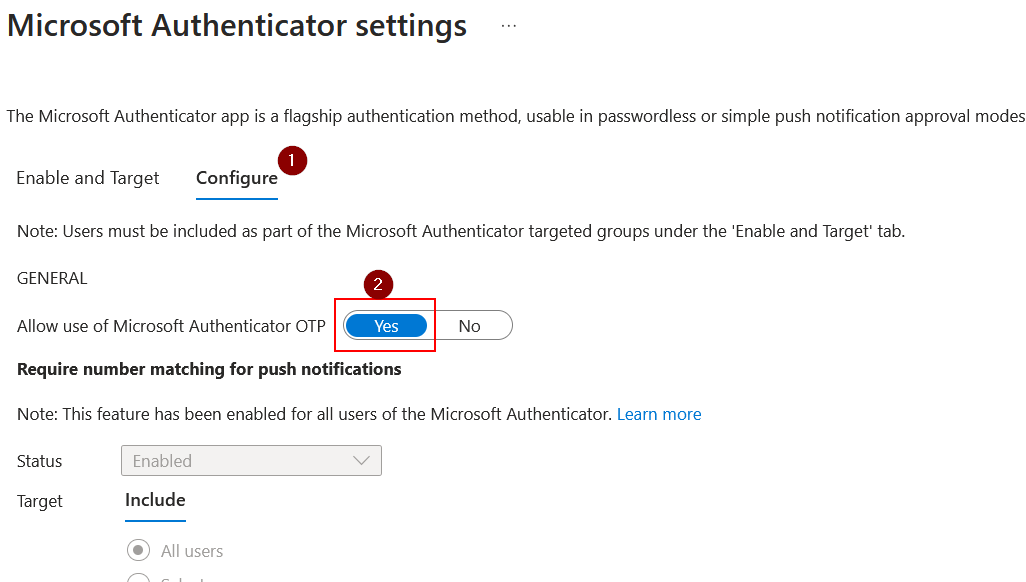 Microsoft Authenticator settings ...
The Microsoft Authenticator app is a flagship authentication method, usable in passwordless or simple push notification approval modes
1
Enable and Target Configure
Note: Users must be included as part of the Microsoft Authenticator targeted groups under the 'Enable and Target' tab.
GENERAL
2
Allow use of Microsoft Authenticator OTP Yes No
Require number matching for push notifications
Note: This feature has been enabled for all users of the Microsoft Authenticator. Learn more
Status Enabled
Target Include
All users